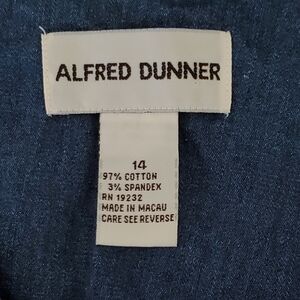 ALFRED DUNNER
14
97% COTTON
3% SPANDEX
RN 19232
MADE IN MACAU
CARE SEE REVERSE